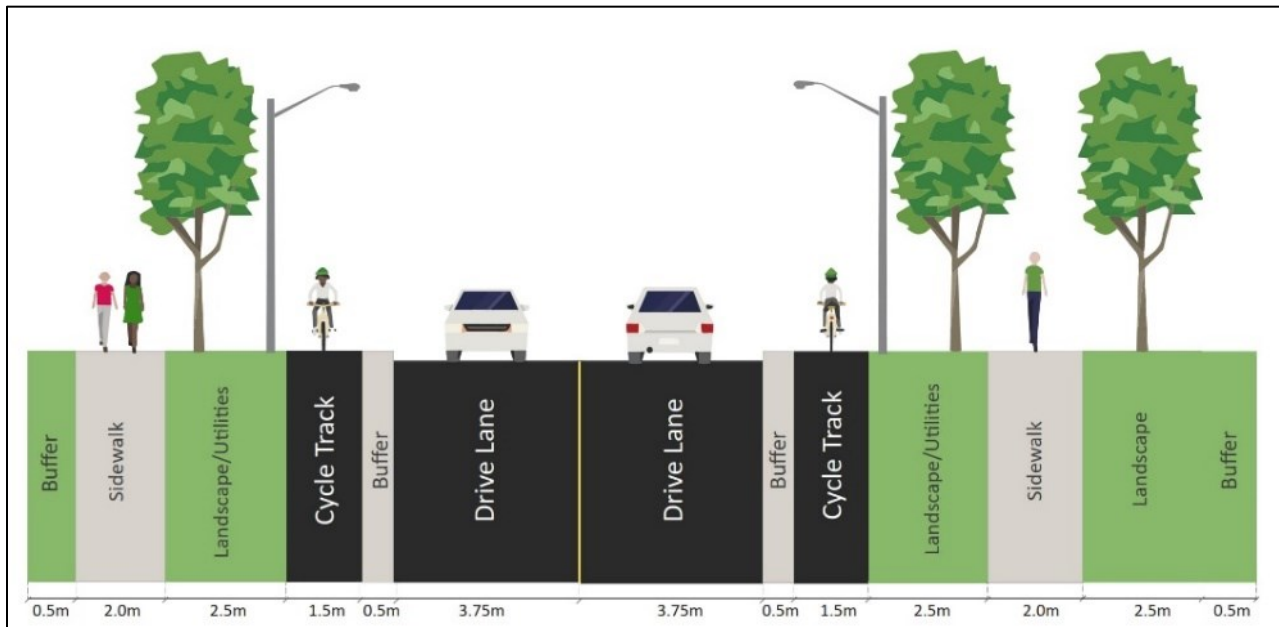 Buffer
Sidewalk
Landscape/Utilities
Cycle Track
Buffer
Drive Lane
Drive Lane
Buffer
Cycle Track
Landscape/Utilities
Sidewalk
Landscape
Buffer
0.5m
2.0m
2.5m
1.5m
0.5m
3.75m
3.75m
0.5m
1.5m
2.5m
2.0m
2.5m
0.5m